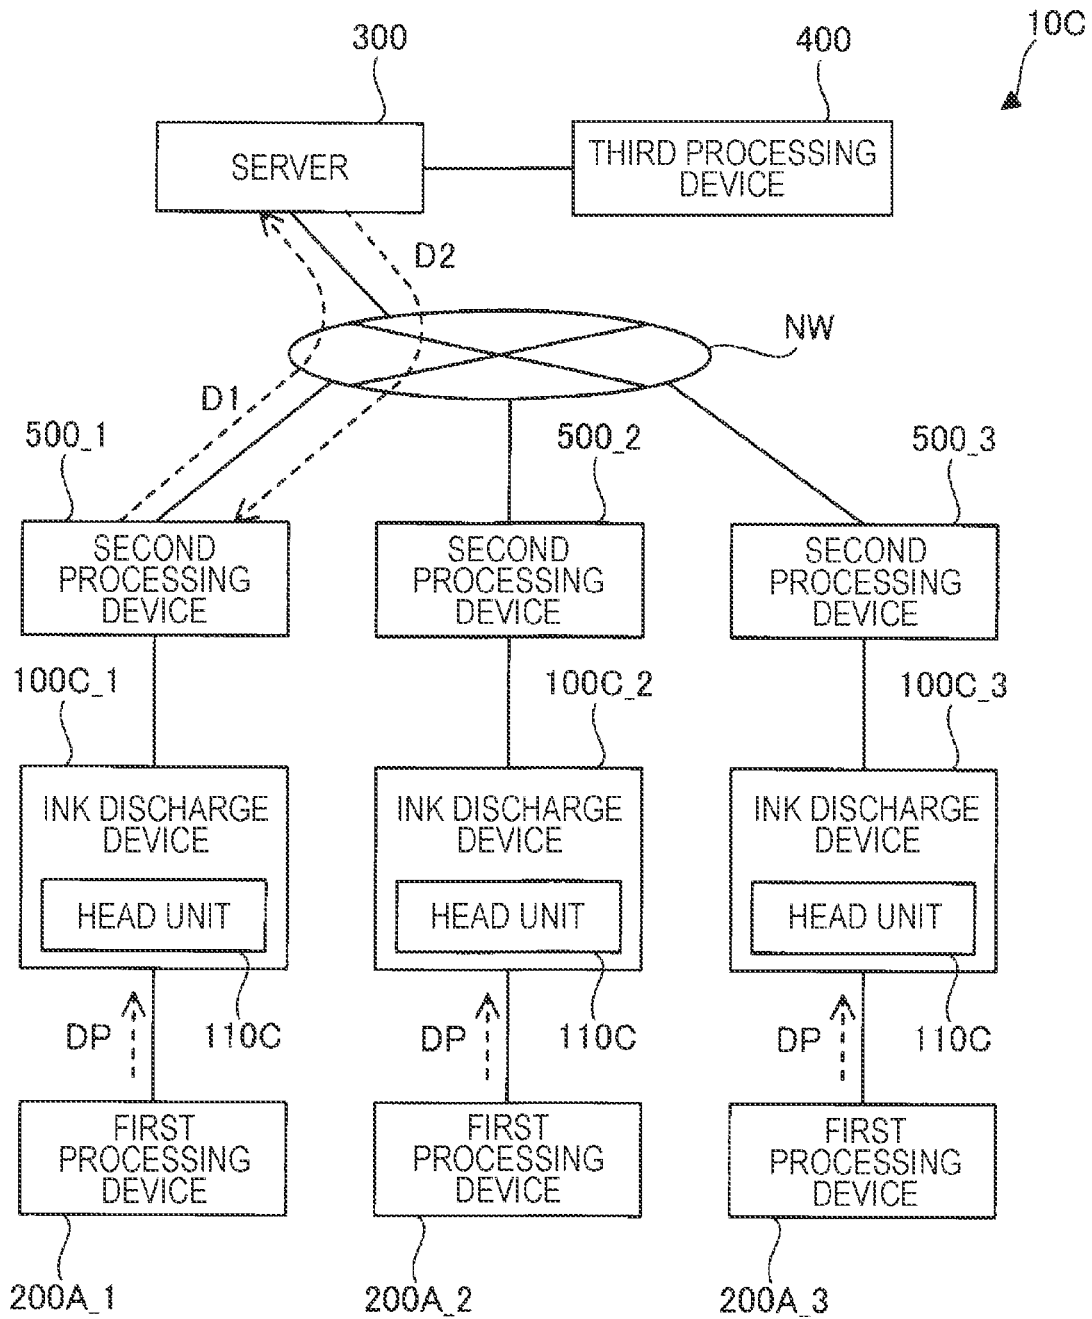 10C
300
400
SERVER
THIRD PROCESSING
DEVICE
D2
NW
D1
500_1
500_2
500_3
SECOND
PROCESSING
DEVICE
SECOND
PROCESSING
DEVICE
SECOND
PROCESSING
DEVICE
100C_1
100C_2
100C_3
INK DISCHARGE
DEVICE
INK DISCHARGE
DEVICE
INK DISCHARGE
DEVICE
HEAD UNIT
HEAD UNIT
HEAD UNIT
DP
110C
DP
110C
DP
110C
FIRST
PROCESSING
DEVICE
FIRST
PROCESSING
DEVICE
FIRST
PROCESSING
DEVICE
200A_1
200A_2
200A_3